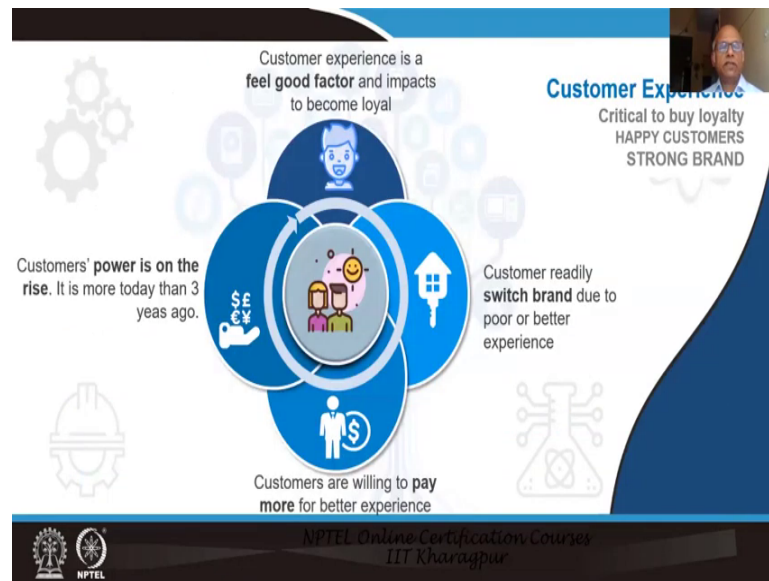 Customer experience is a
feel good factor and impacts
to become loyal
Customer Experience
Critical to buy loyalty
HAPPY CUSTOMERS
STRONG BRAND
Customers' power is on the
rise. It is more today than 3
yeas ago.
$£
€¥
Customer readily
switch brand due to
poor or better
experience
$
Customers are willing to pay
more for better experience
NPTEL
NPTEL Online Certification Courses
IIT Kharagpur